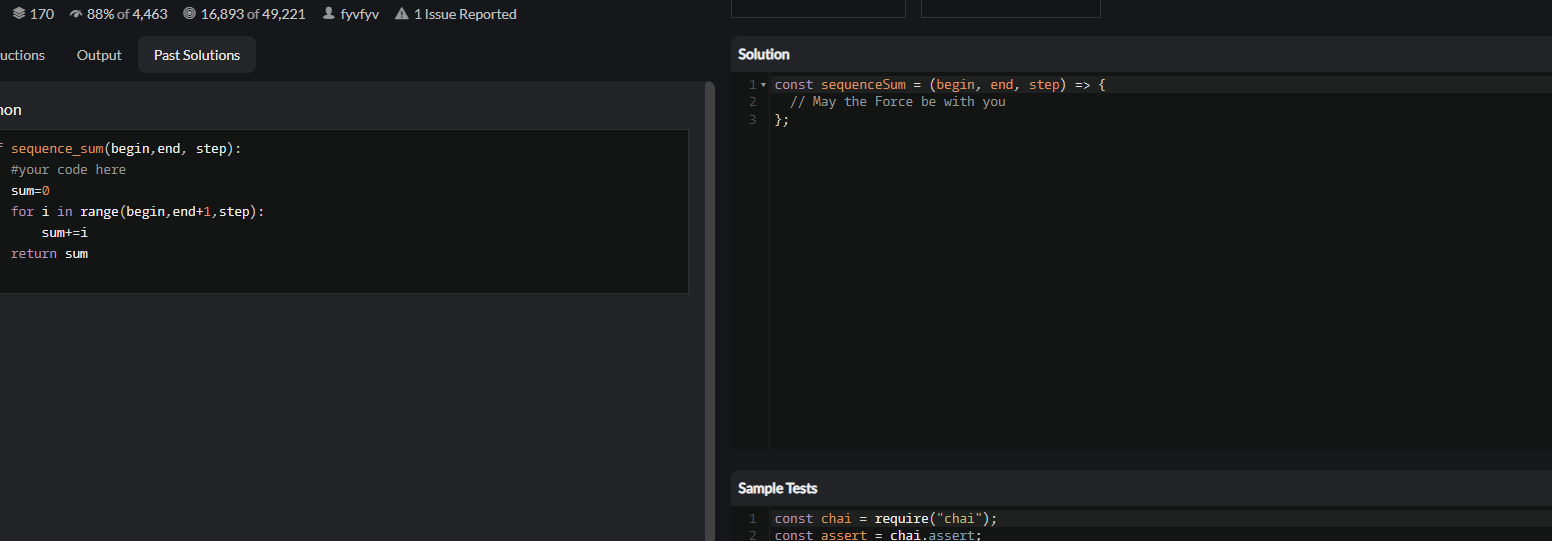 170 88% of 4,463 16,893 of 49,221 fyvfyv 1 Issue Reported
uctions Output Past Solutions
non
sequence_sum(begin,end, step):
#your code here
sum=0
for i in range(begin,end+1,step):
sum+=i
return sum
Solution
1 const sequenceSum = (begin, end, step) => {
2 // May the Force be with you
3 };
Sample Tests
1 const chai = require("chai");
2 const assert = chai.assert;